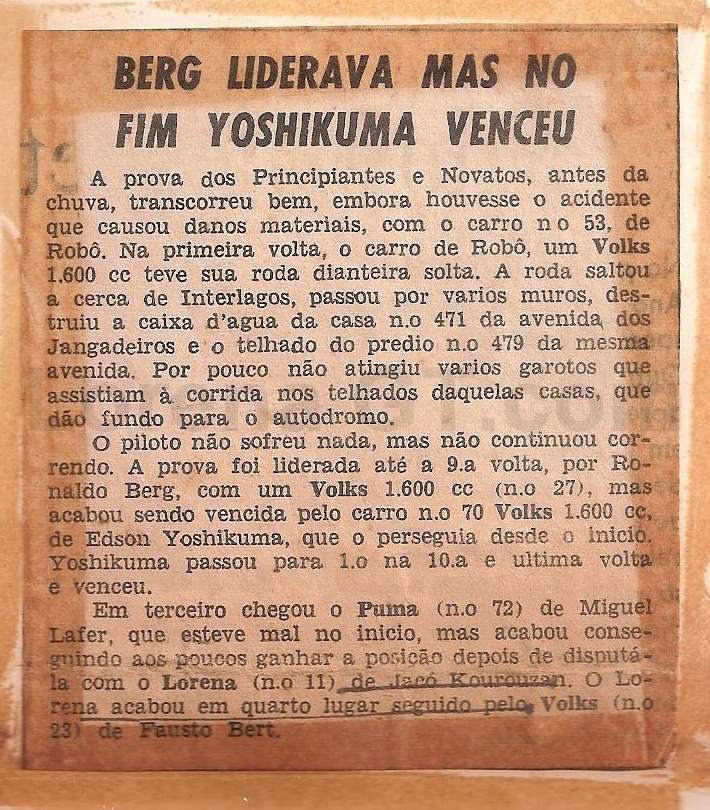 BERG LIDERAVA MAS NO
FIM YOSHIKUMA VENCEU
A prova dos Principiantes e Novatos, antes da
chuva, transcorreu bem, embora houvesse o acidente
que causou danos materiais, com o carro n o 53, de
Robô. Na primeira volta, o carro de Robô, um Volks
1.600 cc teve sua roda dianteira solta. A roda saltou
a cerca de Interlagos, passou por varios muros, des-
truiu a caixa d'agua da casa n.o 471 da avenida dos
Jangadeiros e o telhado do predio n.o 479 da mesma
avenida. Por pouco não atingiu varios garotos que
assistiam à corrida nos telhados daquelas casas, que
dão fundo para o autodromo.
O piloto não sofreu nada, mas não continuou cor-
rendo. A prova foi liderada até a 9.a volta, por Ro-
naldo Berg, com um Volks 1.600 cc (n.o 27), mas
acabou sendo vencida pelo carro n.o 70 Volks 1.600 cc,
de Edson Yoshikuma, que o perseguia desde o inicio.
Yoshikuma passou para 1.o na 10.a e ultima volta
e venceu.
Em terceiro chegou o Puma (n.o 72) de Miguel
Lafer, que esteve mal no inicio, mas acabou conse-
guindo aos poucos ganhar a posição depois de disputá-
la com o Lorena (n.o 11) de Jacó Kourouzan. O Lo-
rena acabou em quarto lugar seguido pelo Volks (n.o
23) de Fausto Bert.